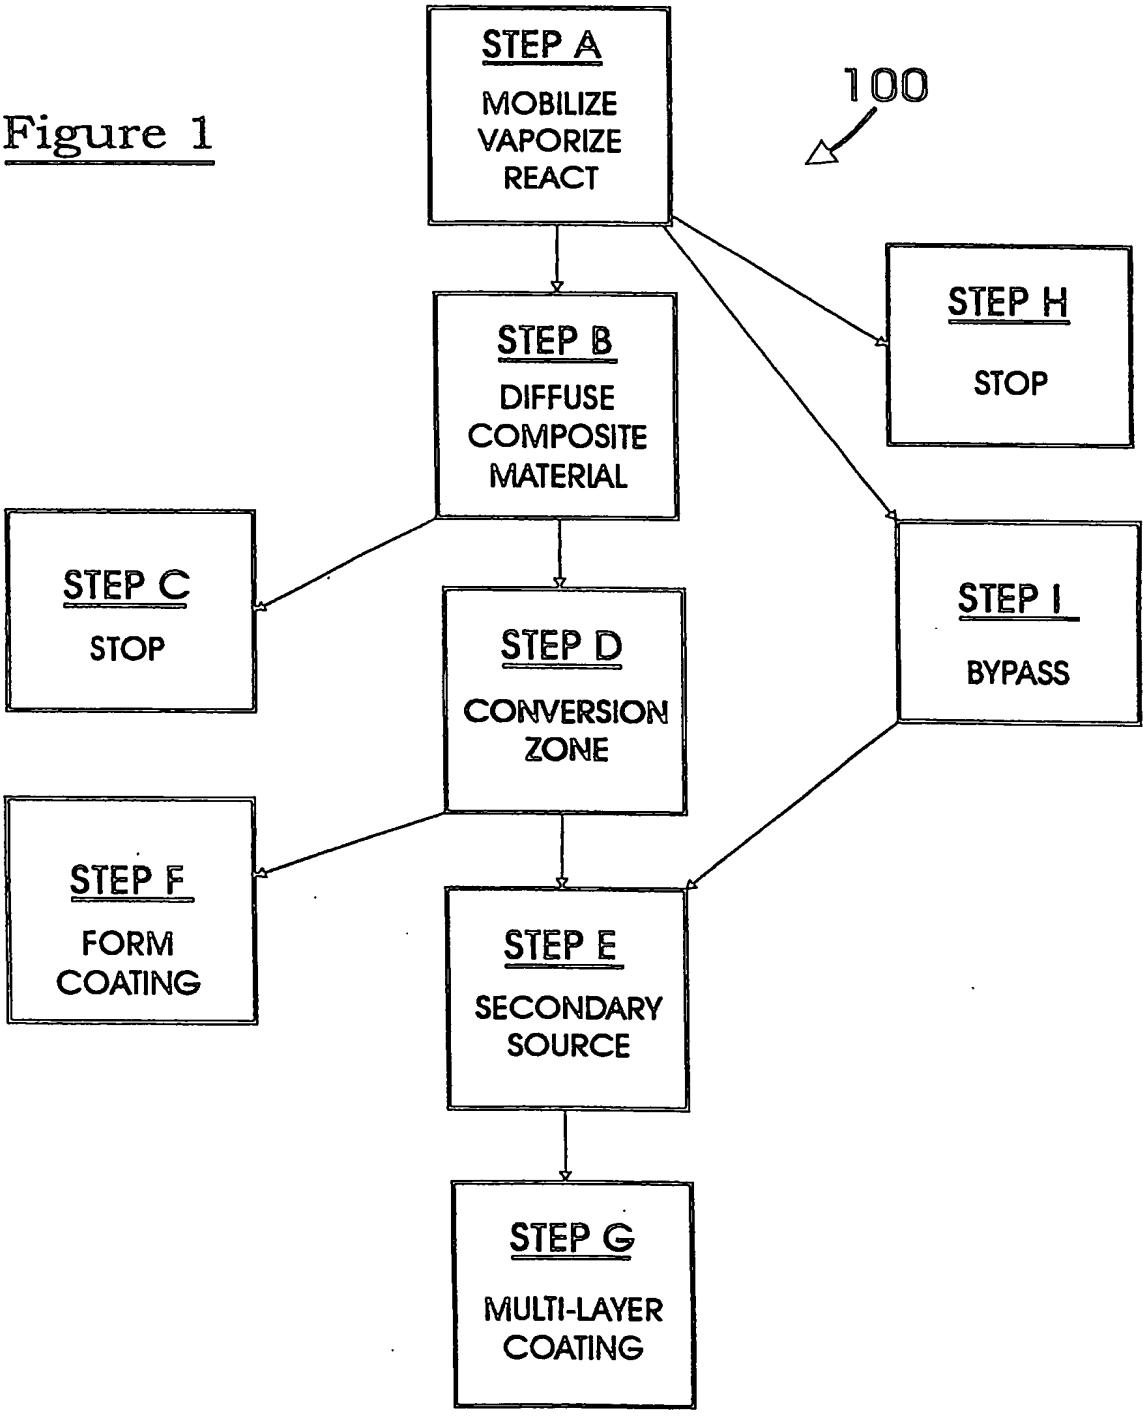 Figure 1
100
STEP A
MOBILIZE
VAPORIZE
REACT
STEP H
STOP
STEP B
DIFFUSE
COMPOSITE
MATERIAL
STEP C
STOP
STEP I
BYPASS
STEP D
CONVERSION
ZONE
STEP F
FORM
COATING
STEP E
SECONDARY
SOURCE
STEP G
MULTI-LAYER
COATING